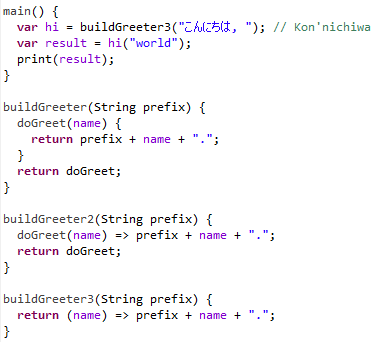 main() {
  var hi = buildGreeter3("こんにちは, "); // Kon'nichiwa
  var result = hi("world");
  print(result);
}

buildGreeter(String prefix) {
  doGreet(name) {
    return prefix + name + ".";
  }
  return doGreet;
}

buildGreeter2(String prefix) {
  doGreet(name) => prefix + name + ".";
  return doGreet;
}

buildGreeter3(String prefix) {
  return (name) => prefix + name + ".";
}